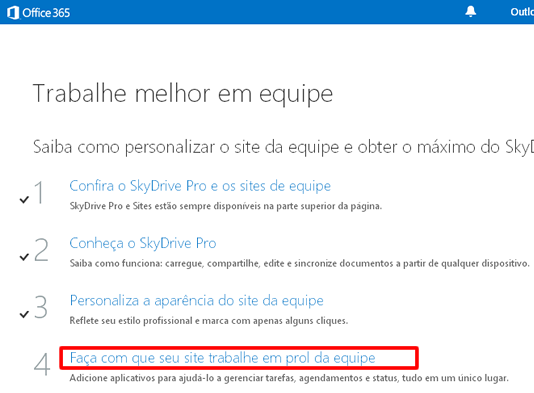 Office 365
Trabalhe melhor em equipe
Saiba como personalizar o site da equipe e obter o máximo do
1 Confira o SkyDrive Pro e os sites de equipe
SkyDrive Pro e Sites estão sempre disponíveis na parte superior da página.
2 Conheça o SkyDrive Pro
Saiba como funciona: carregue, compartilhe, edite e sincronize documentos a partir de qualquer dispositivo.
3 Personaliza a aparência do site da equipe
Reflete seu estilo profissional e marca com apenas alguns cliques.
4 Faça com que seu site trabalhe em prol da equipe
Adicione aplicativos para ajudá-lo a gerenciar tarefas, agendamentos e status, tudo em um único lugar.